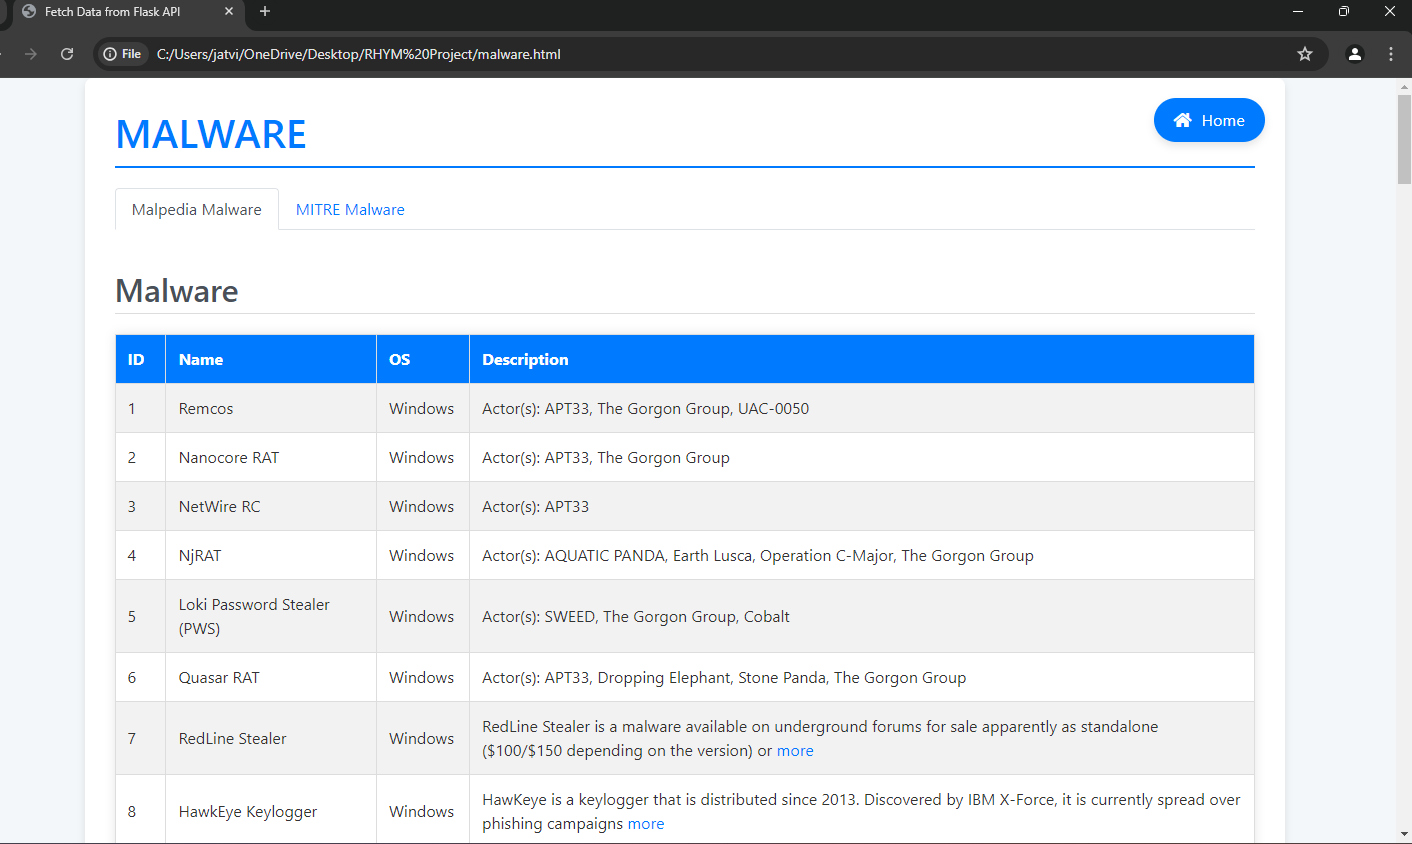 Fetch Data from Flask API
File
C:/Users/jatvi/OneDrive/Desktop/RHYM%20Project/malware.html
MALWARE
Home
Malpedia Malware
MITRE Malware
Malware
ID Name OS Description
1 Remcos Windows Actor(s): APT33, The Gorgon Group, UAC-0050
2 Nanocore RAT Windows Actor(s): APT33, The Gorgon Group
3 NetWire RC Windows Actor(s): APT33
4 NjRAT Windows Actor(s): AQUATIC PANDA, Earth Lusca, Operation C-Major, The Gorgon Group
5 Loki Password Stealer
(PWS) Windows Actor(s): SWEED, The Gorgon Group, Cobalt
6 Quasar RAT Windows Actor(s): APT33, Dropping Elephant, Stone Panda, The Gorgon Group
7 RedLine Stealer Windows RedLine Stealer is a malware available on underground forums for sale apparently as standalone
($100/$150 depending on the version) or more
8 HawkEye Keylogger Windows HawKeye is a keylogger that is distributed since 2013. Discovered by IBM X-Force, it is currently spread over
phishing campaigns more